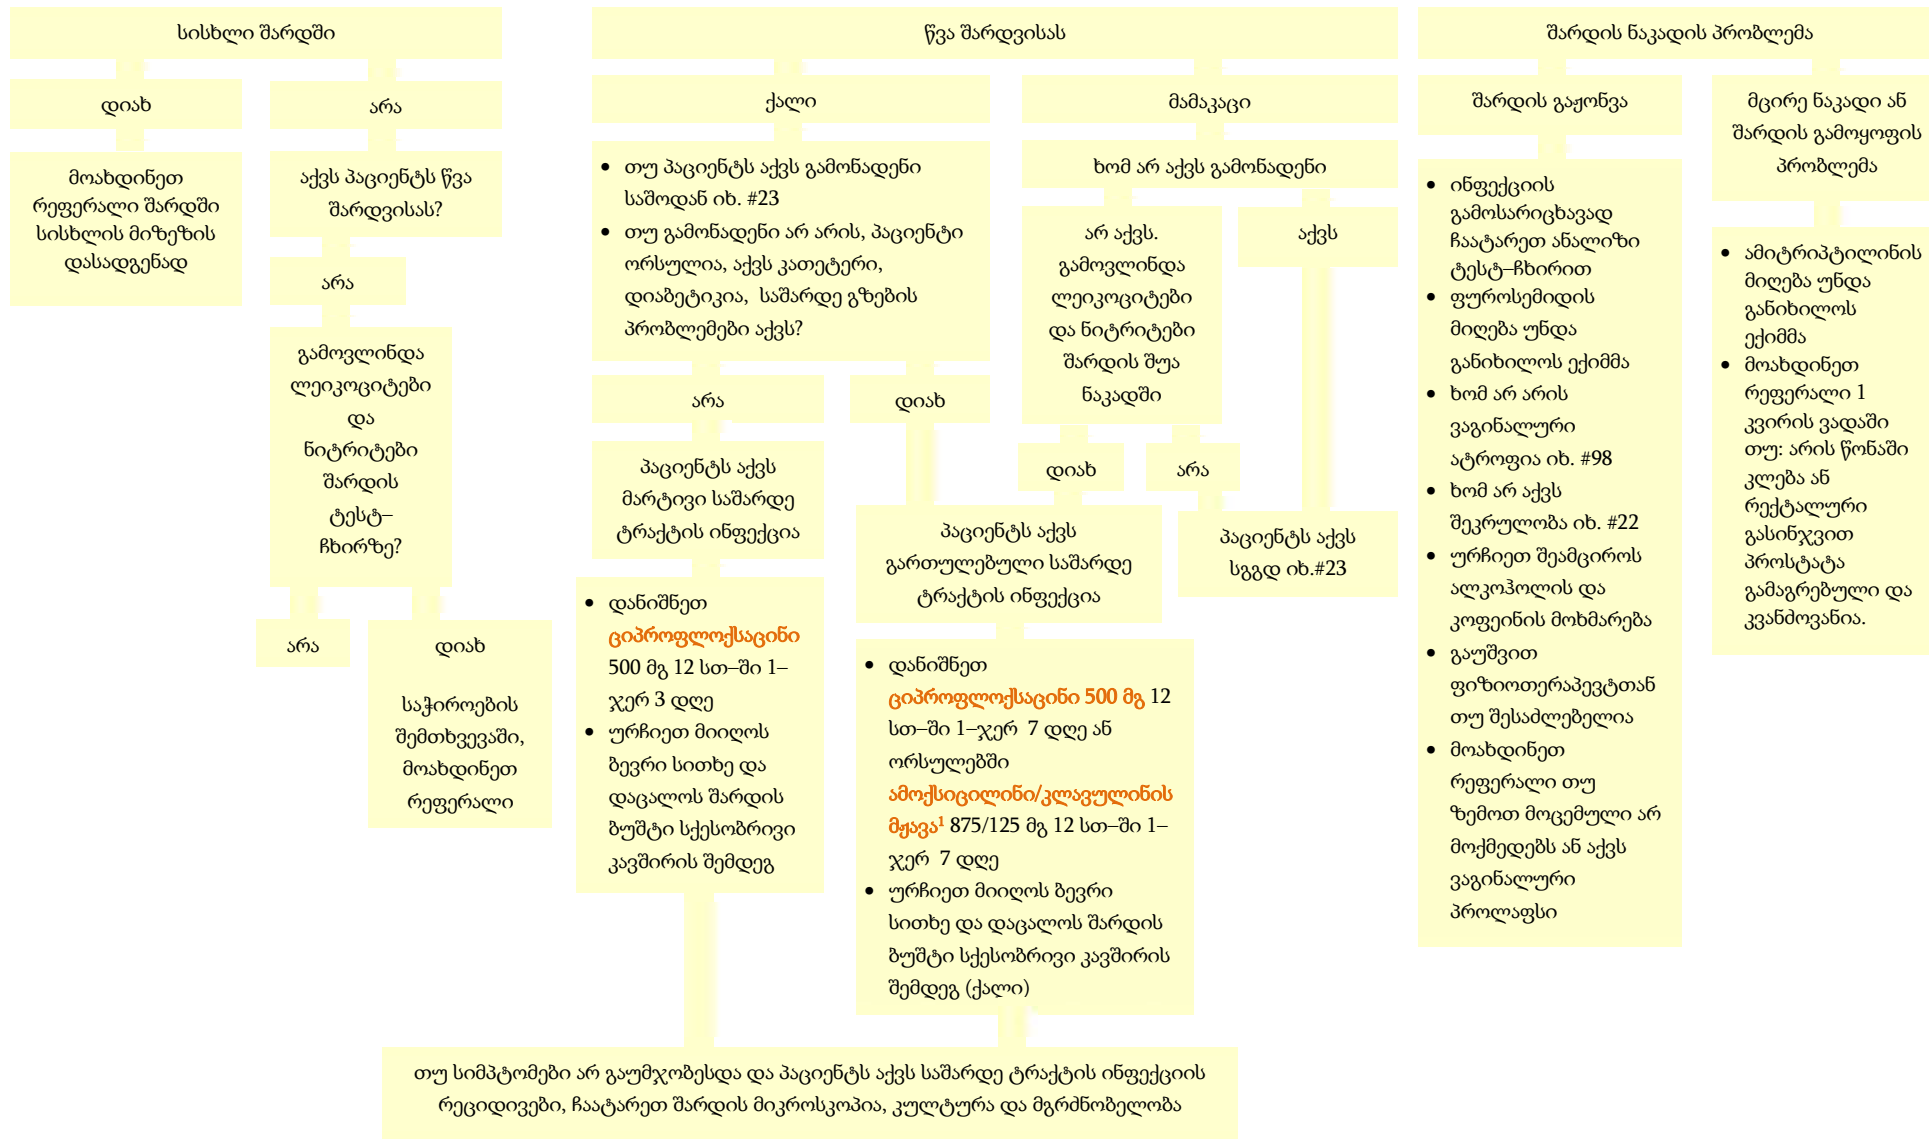 სისხლი შარდში
დიახ
არა
მოახდინეთ
რეფერალი შარდში
სისხლის მიზეზის
დასადგენად
აქვს პაციენტს წვა
შარდვისას?
არა
გამოვლინდა
ლეიკოციტები
და
ნიტრიტები
შარდის
ტესტ–
ჩხირზე?
არა
დიახ
საჭიროების
შემთხვევაში,
მოახდინეთ
რეფერალი
წვა შარდვისას
ქალი
• თუ პაციენტს აქვს გამონადენი
საშოდან იხ. #23
• თუ გამონადენი არ არის, პაციენტი
ორსულია, აქვს კათეტერი,
დიაბეტიკია, საშარდე გზების
პრობლემები აქვს?
არა
დიახ
პაციენტს აქვს
მარტივი საშარდე
ტრაქტის ინფექცია
• დანიშნეთ
ციპროფლოქსაცინი
500 მგ 12 სთ–ში 1–
ჯერ 3 დღე
• ურჩიეთ მიიღოს
ბევრი სითხე და
დაცალოს შარდის
ბუშტი სქესობრივი
კავშირის შემდეგ
მამაკაცი
ხომ არ აქვს გამონადენი
არ აქვს.
გამოვლინდა
ლეიკოციტები
და ნიტრიტები
შარდის შუა
ნაკადში
აქვს
დიახ
არა
პაციენტს აქვს
გართულებული საშარდე
ტრაქტის ინფექცია
პაციენტს აქვს
სგგდ იხ.#23
• დანიშნეთ
ციპროფლოქსაცინი 500 მგ 12
სთ–ში 1–ჯერ 7 დღე ან
ორსულებში
ამოქსიცილინი/კლავულინის
მჟავა¹ 875/125 მგ 12 სთ–ში 1–
ჯერ 7 დღე
• ურჩიეთ მიიღოს ბევრი
სითხე და დაცალოს შარდის
ბუშტი სქესობრივი კავშირის
შემდეგ (ქალი)
თუ სიმპტომები არ გაუმჯობესდა და პაციენტს აქვს საშარდე ტრაქტის ინფექციის
რეციდივები, ჩაატარეთ შარდის მიკროსკოპია, კულტურა და მგრძნობელობა
შარდის ნაკადის პრობლემა
შარდის გაჟონვა
• ინფექციის
გამოსარიცხავად
ჩაატარეთ ანალიზი
ტესტ–ჩხირით
• ფუროსემიდის
მიღება უნდა
განიხილოს ექიმმა
• ხომ არ არის
ვაგინალური
ატროფია იხ. #98
• ხომ არ აქვს
შეკრულობა იხ. #22
• ურჩიეთ შეამციროს
ალკოჰოლის და
კოფეინის მოხმარება
• გაუშვით
ფიზიოთერაპევტთან
თუ შესაძლებელია
• მოახდინეთ
რეფერალი თუ
ზემოთ მოცემული არ
მოქმედებს ან აქვს
ვაგინალური
პროლაფსი
მცირე ნაკადი ან
შარდის გამოყოფის
პრობლემა
• ამიტრიპტილინის
მიღება უნდა
განიხილოს
ექიმმა
• მოახდინეთ
რეფერალი 1
კვირის ვადაში
თუ: არის წონაში
კლება ან
რექტალური
გასინჯვით
პროსტატა
გამაგრებული და
კვანძოვანია.